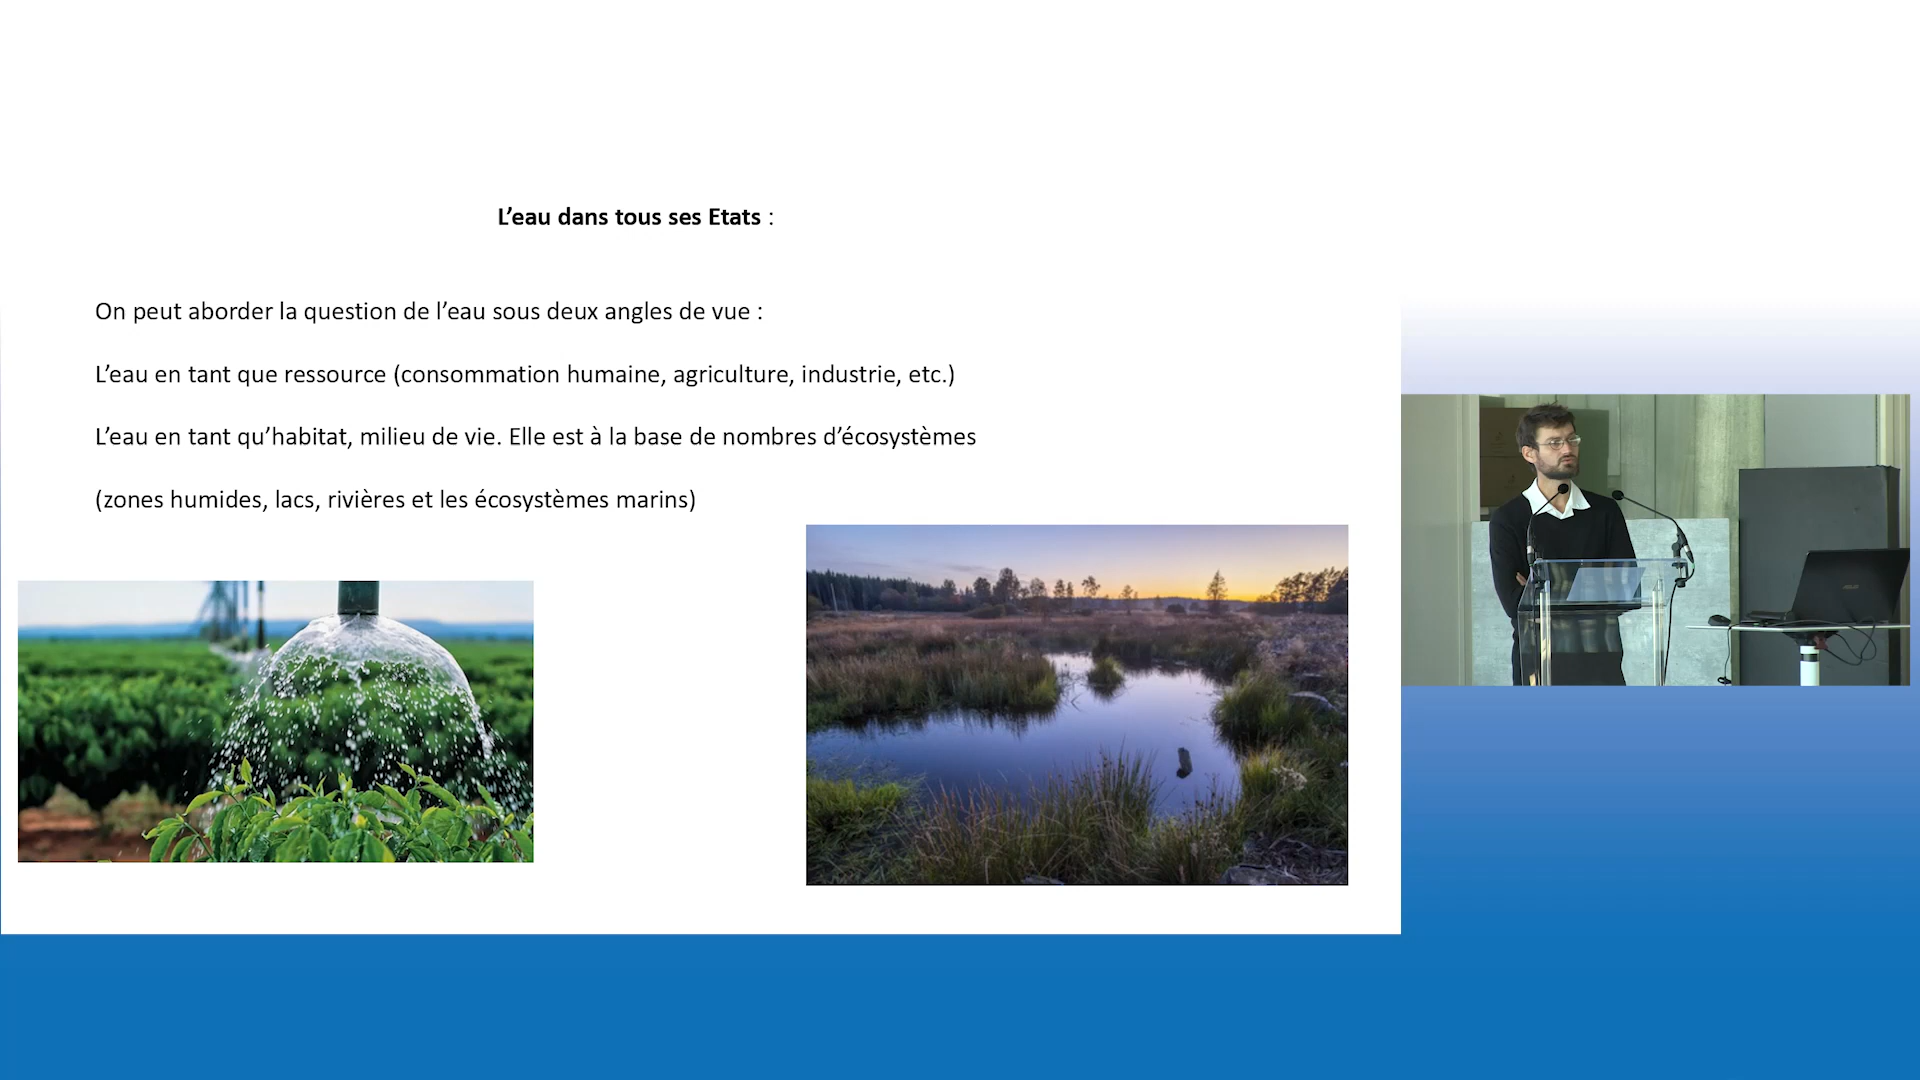 L’eau dans tous ses Etats :
On peut aborder la question de l’eau sous deux angles de vue :
L’eau en tant que ressource (consommation humaine, agriculture, industrie, etc.)
L’eau en tant qu’habitat, milieu de vie. Elle est à la base de nombres d’écosystèmes
(zones humides, lacs, rivières et les écosystèmes marins)